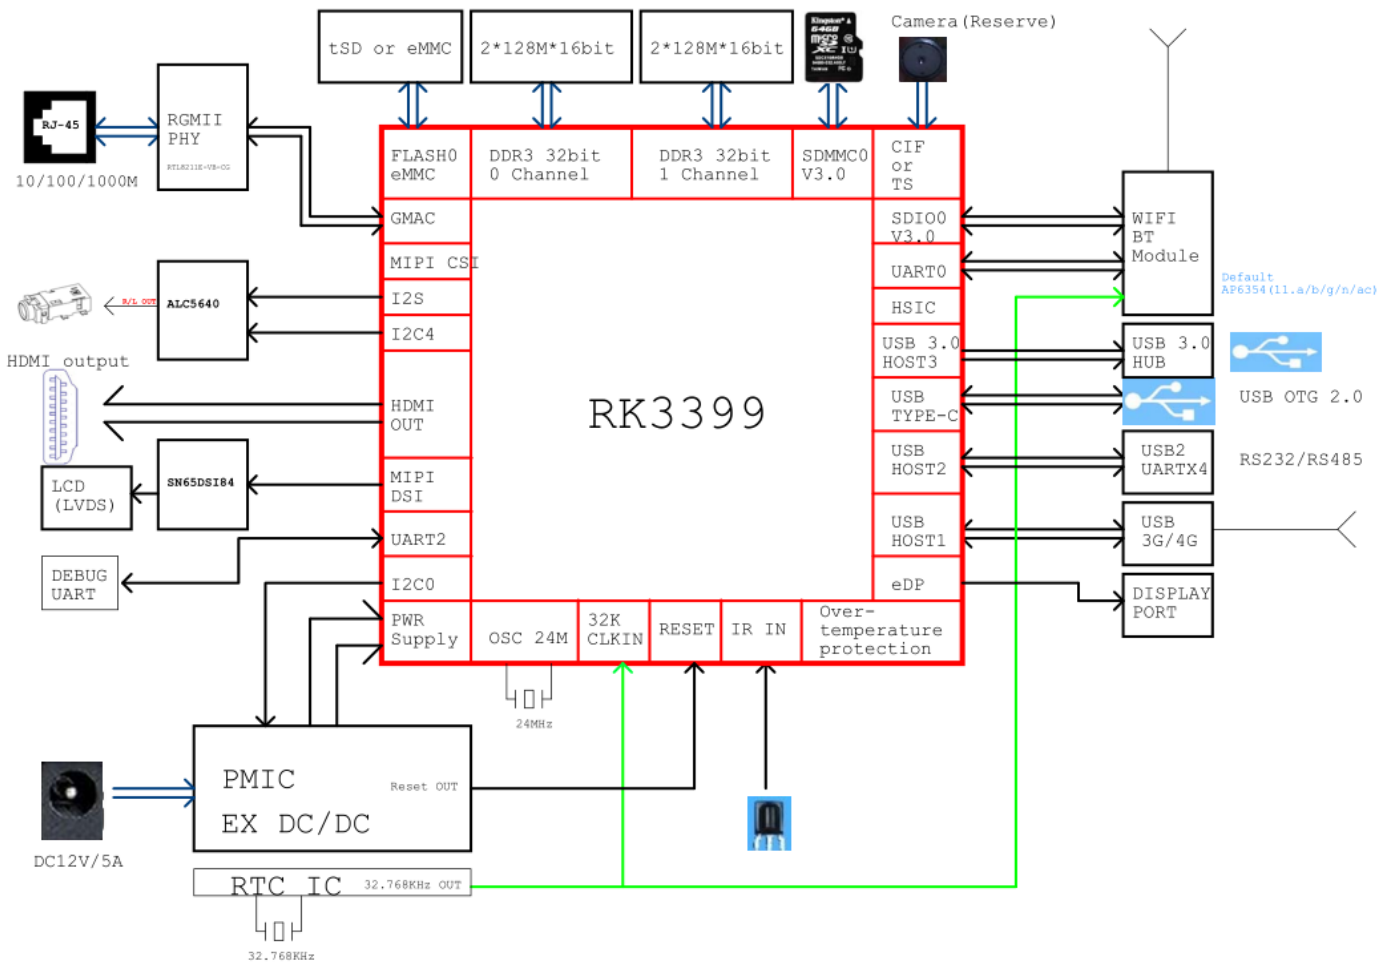 Camera(Reserve)
tSD or eMMC
2*128M*16bit
2*128M*16bit
Kingston
64GB
RJ-45
10/100/1000M
RGMII
PHY
RTL8211E-VB-CG
FLASH0
eMMC
DDR3 32bit
0 Channel
DDR3 32bit
1 Channel
SDMMC0
V3.0
CIF
or
TS
GMAC
MIPI CSI
I2S
I2C4
HDMI
OUT
MIPI
DSI
UART2
I2C0
PWR
Supply
RK3399
SDIO0
V3.0
UART0
HSIC
USB 3.0
HOST3
USB
TYPE-C
USB
HOST2
USB
HOST1
eDP
OSC 24M
32K
CLKIN
RESET
IR IN
Over-
temperature
protection
R/L OUT
ALC5640
HDMI output
LCD
(LVDS)
SN65DSI84
DEBUG
UART
WIFI
BT
Module
Default
AP6354(11.a/b/g/n/ac)
USB 3.0
HUB
USB OTG 2.0
USB2
UARTX4
RS232/RS485
USB
3G/4G
DISPLAY
PORT
24MHz
PMIC
EX DC/DC
Reset OUT
DC12V/5A
RTC IC
32.768KHz OUT
32.768KHz